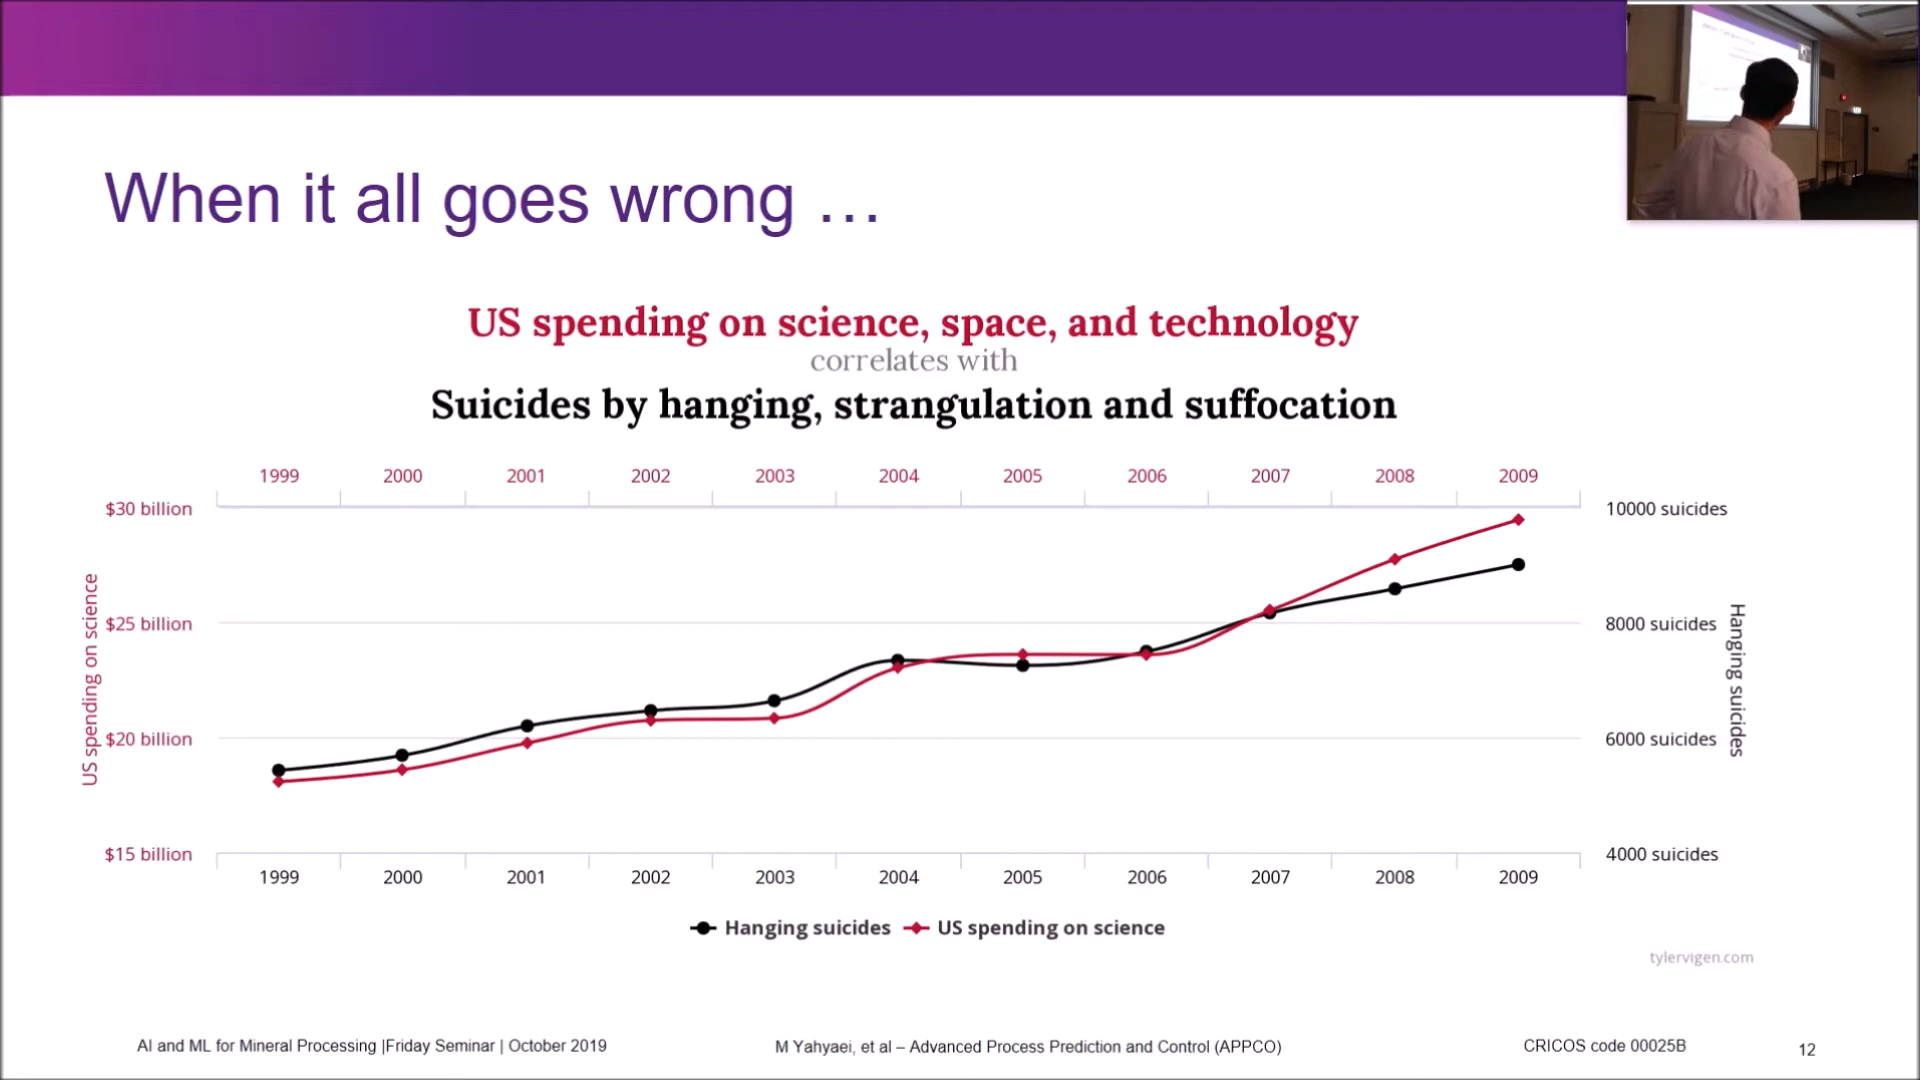 When it all goes wrong …
US spending on science, space, and technology
correlates with
Suicides by hanging, strangulation and suffocation
1999 2000 2001 2002 2003 2004 2005 2006 2007 2008 2009
$30 billion 10000 suicides
$25 billion 8000 suicides
$20 billion 6000 suicides
$15 billion 4000 suicides
US spending on science
Hanging suicides
1999 2000 2001 2002 2003 2004 2005 2006 2007 2008 2009
Hanging suicides US spending on science
tylervigen.com
AI and ML for Mineral Processing |Friday Seminar | October 2019 M Yahyaei, et al – Advanced Process Prediction and Control (APPCO) CRICOS code 00025B 12